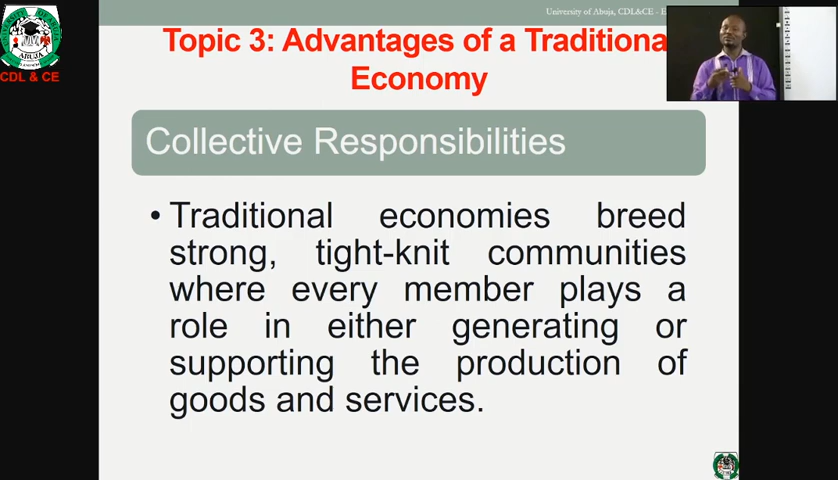 University of Abuja, CDL&CE - E
Topic 3: Advantages of a Traditiona
Economy
CDL & CE
Collective Responsibilities
• Traditional economies breed
strong, tight-knit communities
where every member plays a
role in either generating or
supporting the production of
goods and services.